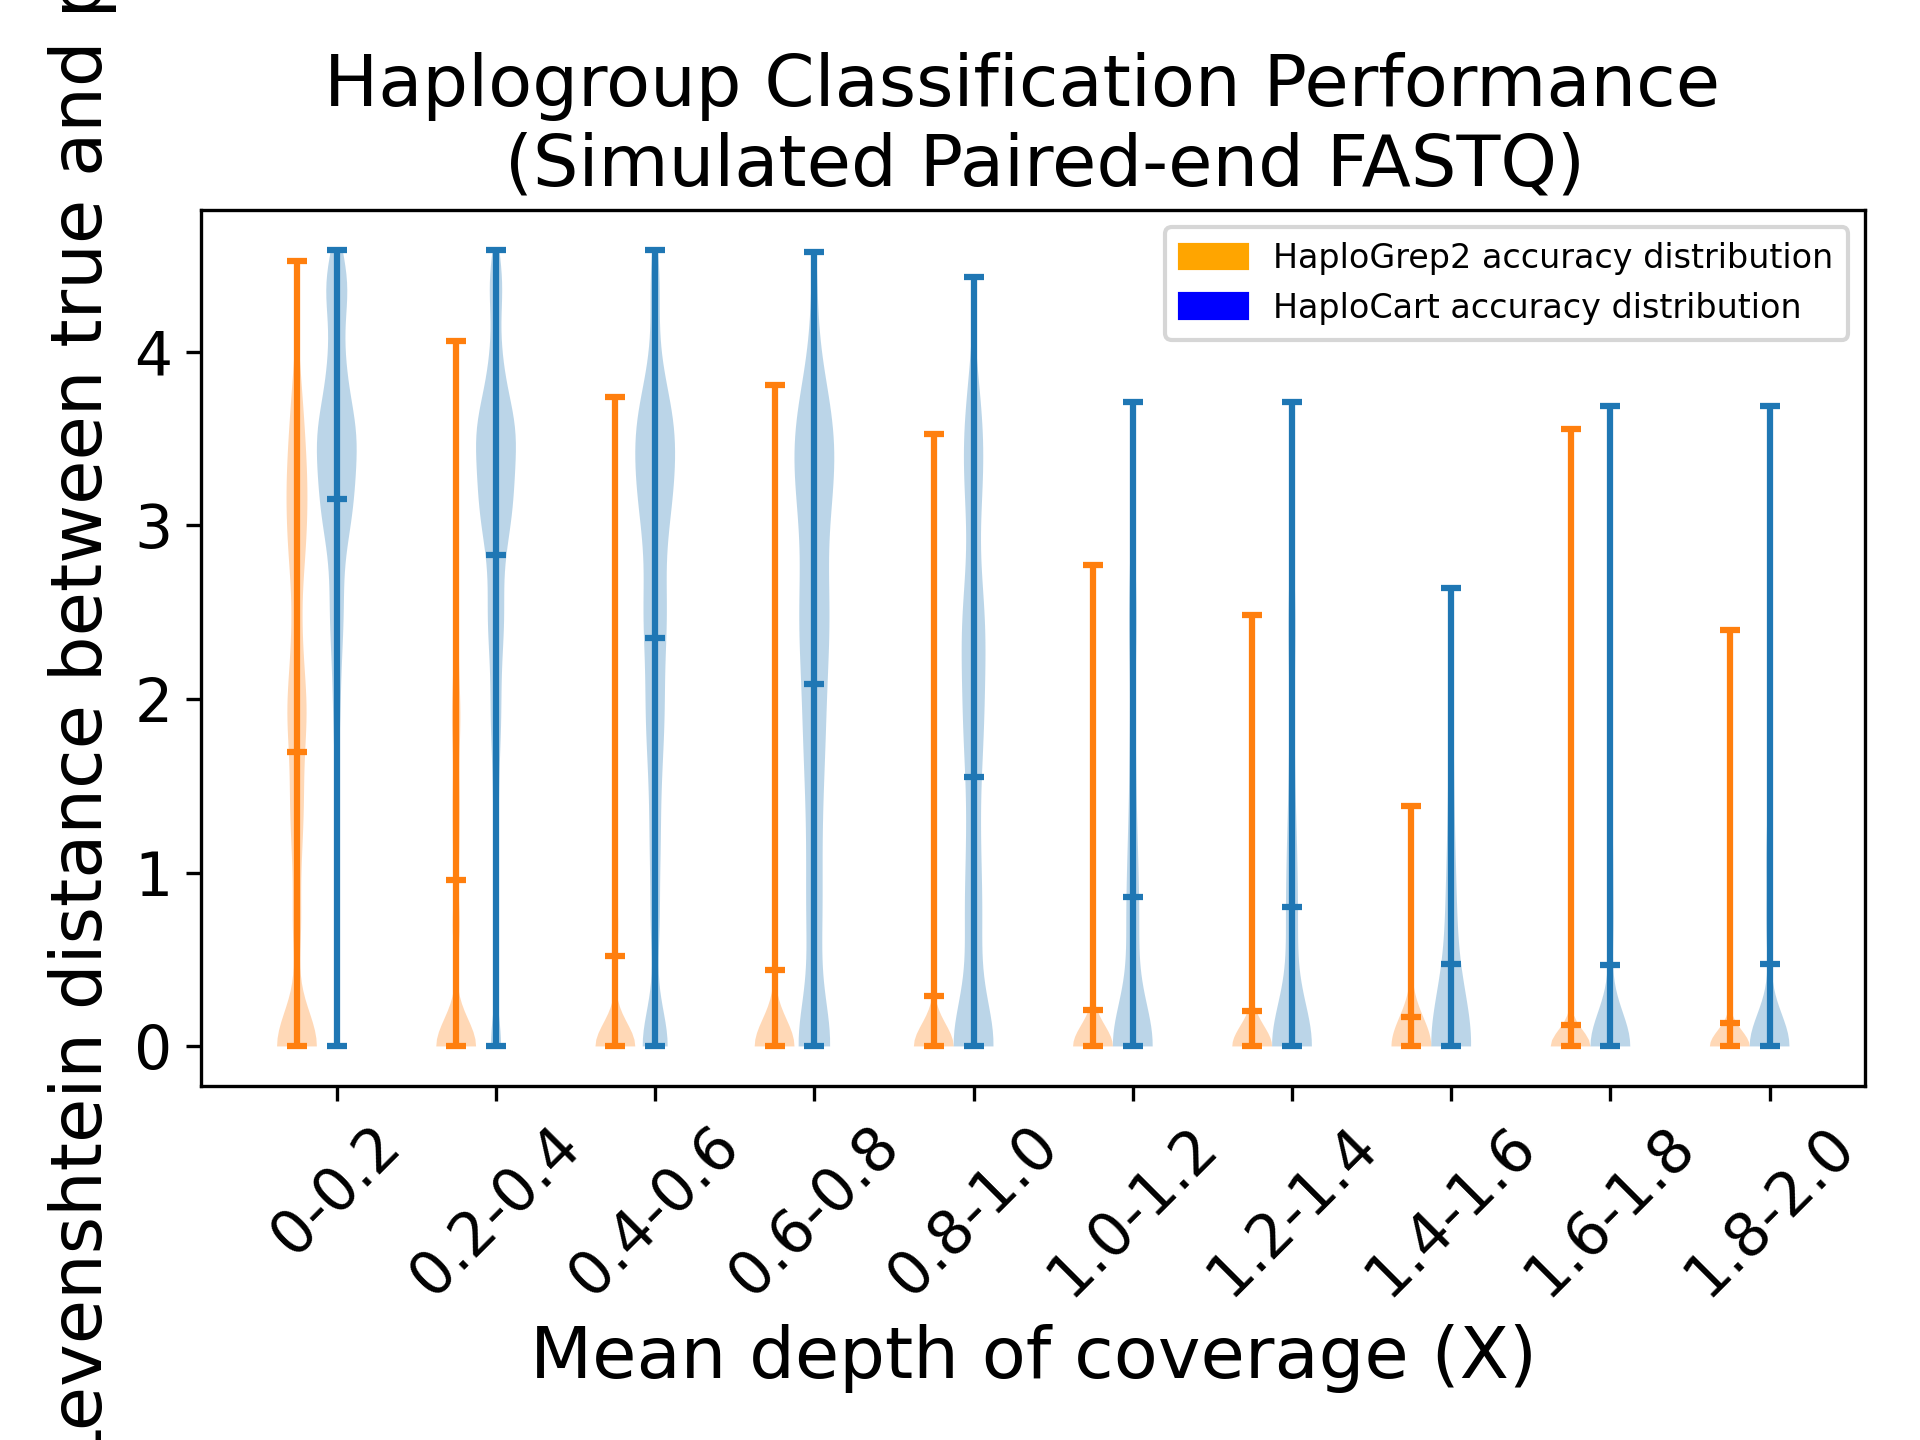 Haplogroup Classification Performance
(Simulated Paired-end FASTQ)
HaploGrep2 accuracy distribution
HaploCart accuracy distribution
Levenshtein distance between true and
4
3
2
1
0
0-0.2
0.2-0.4
0.4-0.6
0.6-0.8
0.8-1.0
1.0-1.2
1.2-1.4
1.4-1.6
1.6-1.8
1.8-2.0
Mean depth of coverage (X)